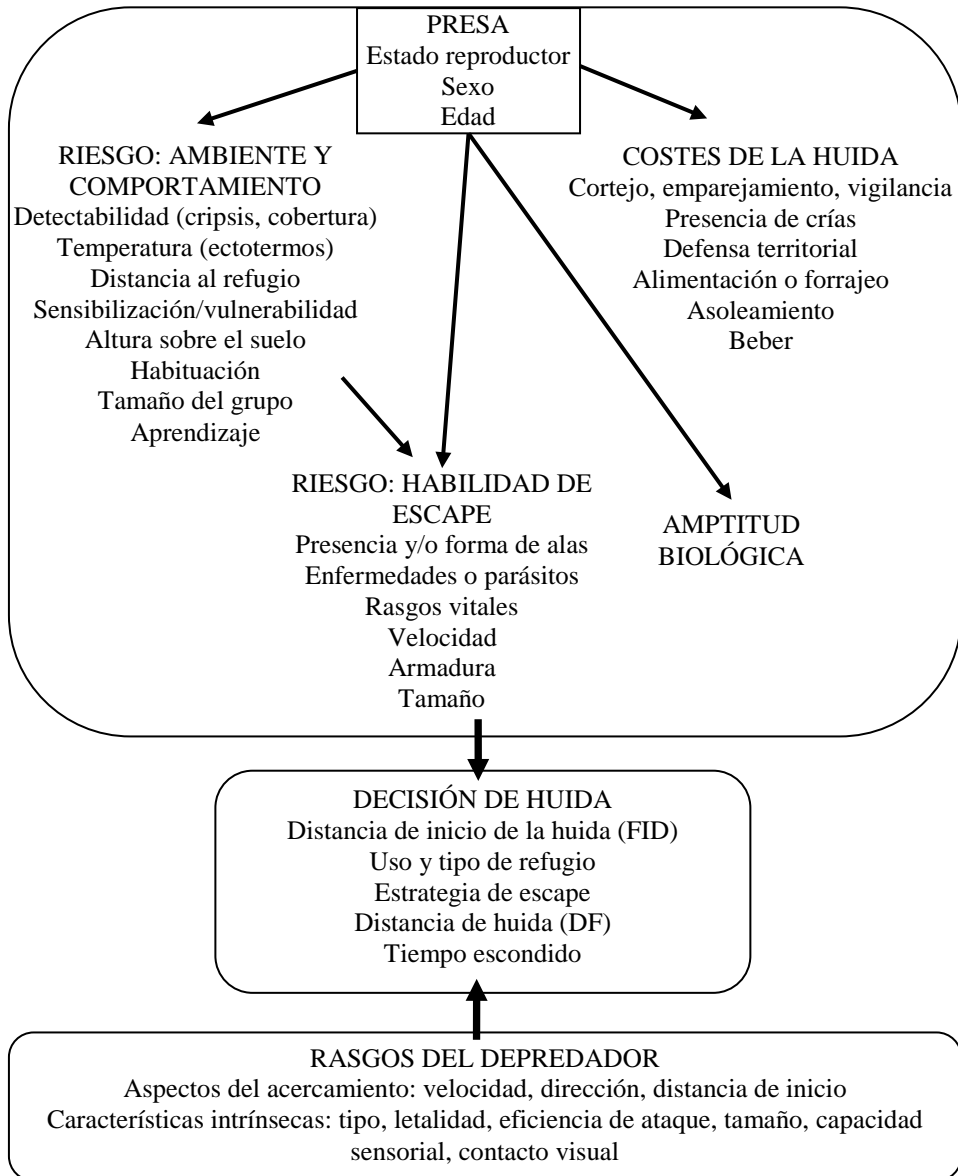 PRESA
Estado reproductor
Sexo
Edad
RIESGO: AMBIENTE Y
COMPORTAMIENTO
Detectabilidad (cripsis, cobertura)
Temperatura (ectotermos)
Distancia al refugio
Sensibilización/vulnerabilidad
Altura sobre el suelo
Habituación
Tamaño del grupo
Aprendizaje
COSTES DE LA HUIDA
Cortejo, emparejamiento, vigilancia
Presencia de crías
Defensa territorial
Alimentación o forrajeo
Asoleamiento
Beber
RIESGO: HABILIDAD DE
ESCAPE
Presencia y/o forma de alas
Enfermedades o parásitos
Rasgos vitales
Velocidad
Armadura
Tamaño
AMPTITUD
BIOLÓGICA
DECISIÓN DE HUIDA
Distancia de inicio de la huida (FID)
Uso y tipo de refugio
Estrategia de escape
Distancia de huida (DF)
Tiempo escondido
RASGOS DEL DEPREDADOR
Aspectos del acercamiento: velocidad, dirección, distancia de inicio
Características intrínsecas: tipo, letalidad, eficiencia de ataque, tamaño, capacidad
sensorial, contacto visual